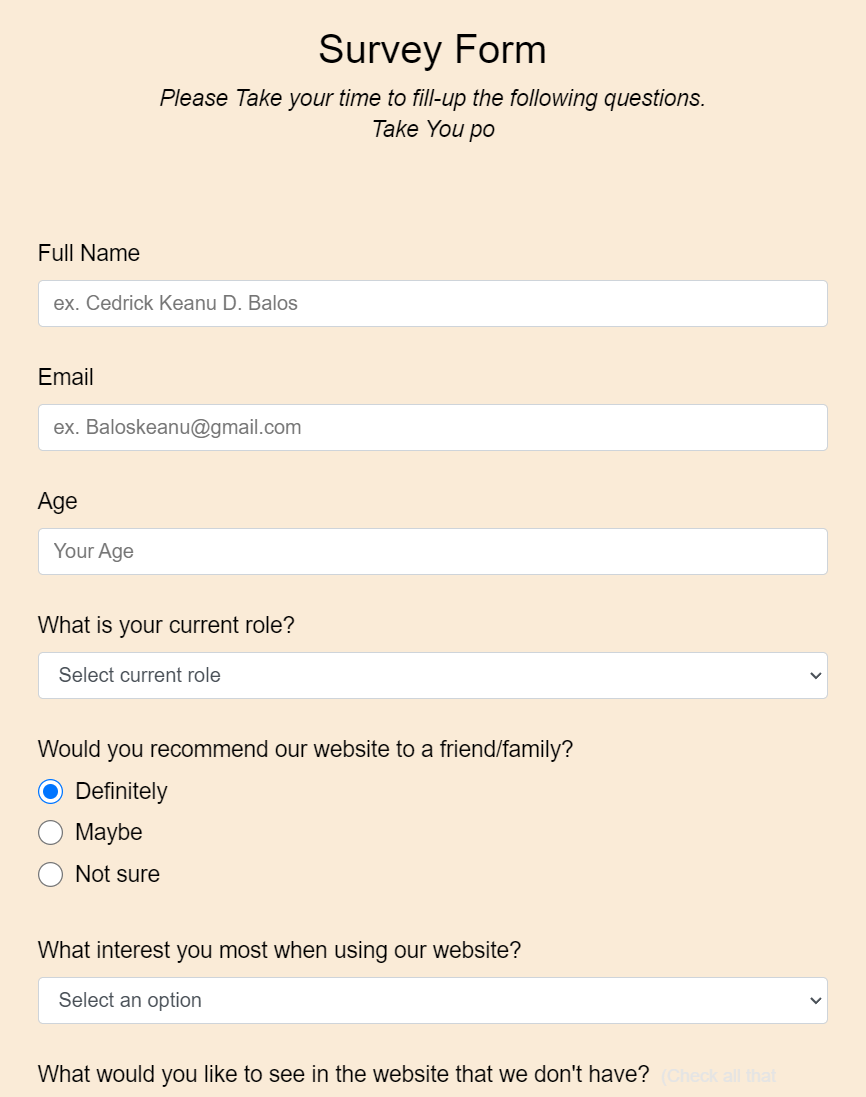 Survey Form
Please Take your time to fill-up the following questions.
Take You po
Full Name
ex. Cedrick Keanu D. Balos
Email
ex. Baloskeanu@gmail.com
Age
Your Age
What is your current role?
Select current role
Would you recommend our website to a friend/family?
Definitely
Maybe
Not sure
What interest you most when using our website?
Select an option
What would you like to see in the website that we don't have? (Check all that